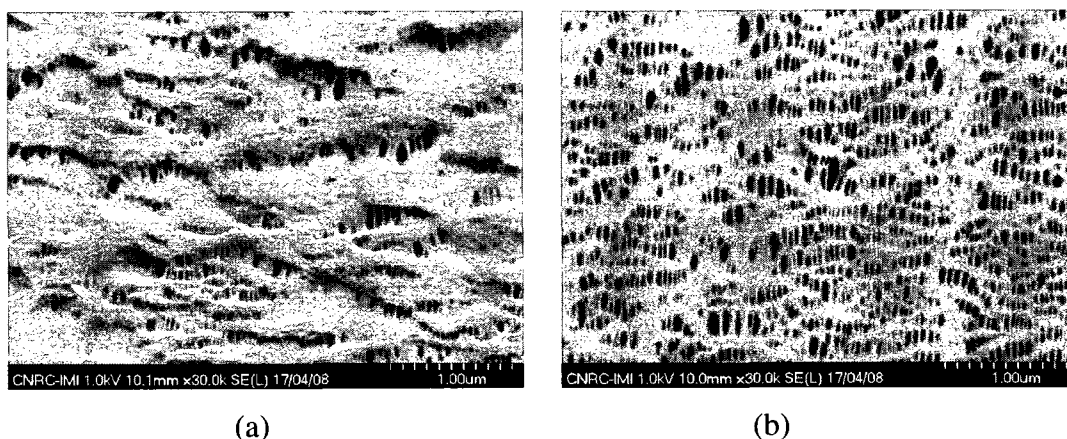 CNRC-IMI 1.0kV 10.1mm x30.0k SE(L) 17/04/08 1.00um
CNRC-IMI 1.0kV 10.0mm x30.0k SE(L) 17/04/08 1.00um
(a)
(b)